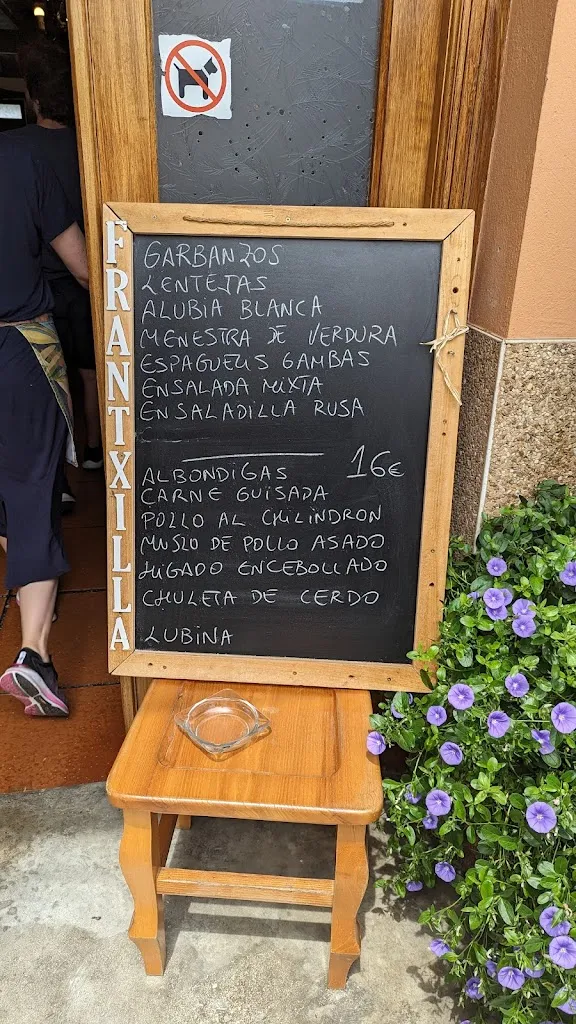 FRANTXILLA
GARBANZOS
LENTEJAS
ALUBIA BLANCA
MENESTRA DE VERDURA
ESPAGUETIS GAMBAS
ENSALADA MIXTA
ENSALADILLA RUSA
ALBONDIGAS 16€
CARNE GUISADA
POLLO AL CHILINDRON
MUSLO DE POLLO ASADO
HIGADO ENCEBOLLADO
CHULETA DE CERDO
LUBINA